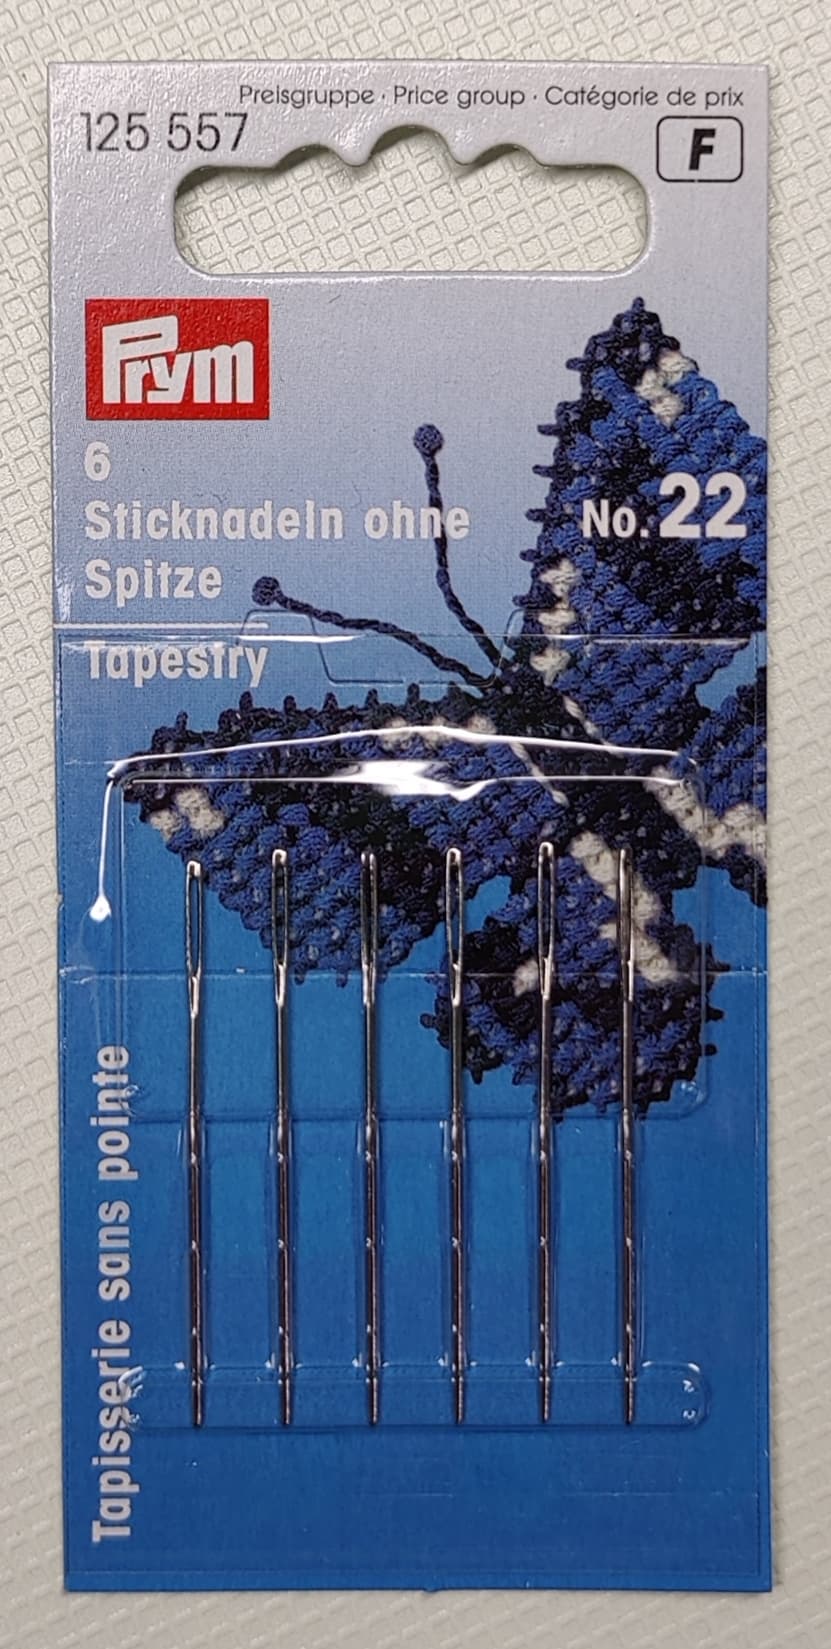 Preisgruppe · Price group · Catégorie de prix
125 557
F
Prym
6
Sticknadeln ohne
Spitze
No. 22
Tapestry
Tapisserie sans pointe